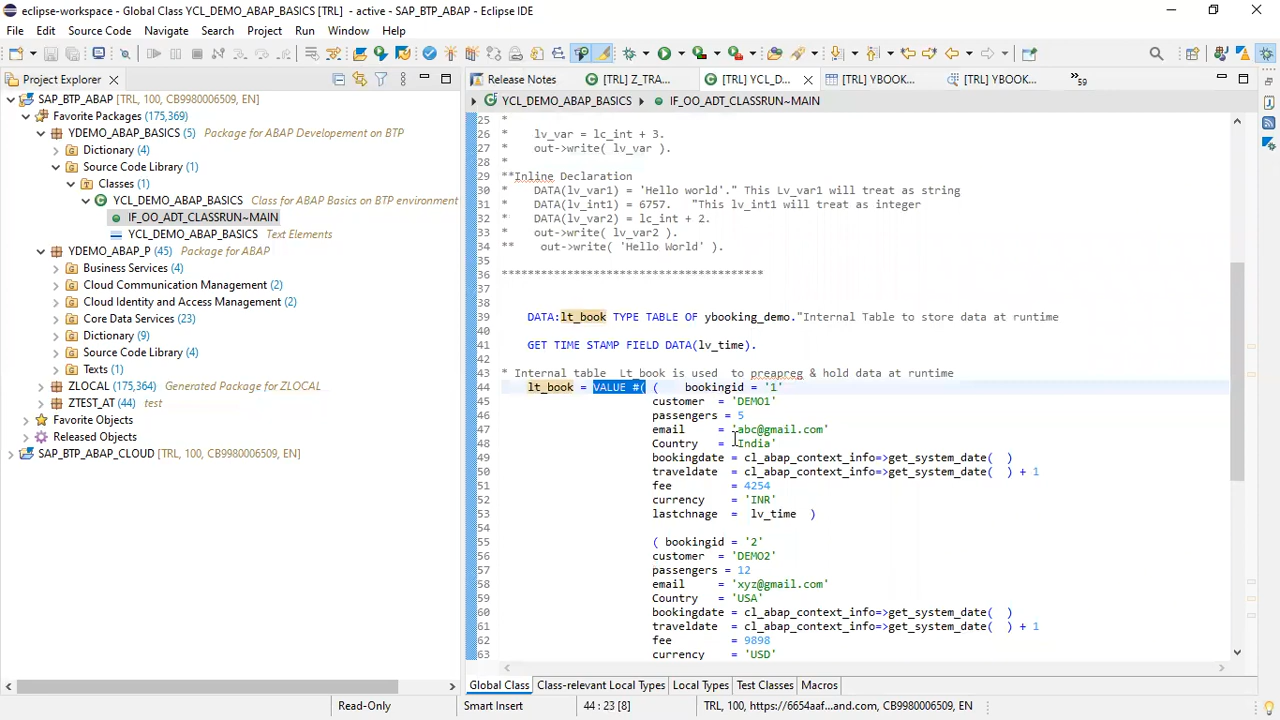 eclipse-workspace - Global Class YCL_DEMO_ABAP_BASICS [TRL] - active - SAP_BTP_ABAP - Eclipse IDE
File Edit Source Code Navigate Search Project Run Window Help
Project Explorer
Release Notes [TRL] Z_TRA... [TRL] YCL_D... [TRL] YBOOK... [TRL] YBOOK... »59
YCL_DEMO_ABAP_BASICS IF_OO_ADT_CLASSRUN~MAIN
SAP_BTP_ABAP [TRL, 100, CB9980006509, EN]
Favorite Packages (175,369)
YDEMO_ABAP_BASICS (5) Package for ABAP Developement on BTP
Dictionary (4)
Source Code Library (1)
Classes (1)
YCL_DEMO_ABAP_BASICS Class for ABAP Basics on BTP environment
IF_OO_ADT_CLASSRUN~MAIN
YCL_DEMO_ABAP_BASICS Text Elements
YDEMO_ABAP_P (45) Package for ABAP
Business Services (4)
Cloud Communication Management (2)
Cloud Identity and Access Management (2)
Core Data Services (23)
Dictionary (9)
Source Code Library (4)
Texts (1)
ZLOCAL (175,364) Generated Package for ZLOCAL
ZTEST_AT (44) test
Favorite Objects
Released Objects
SAP_BTP_ABAP_CLOUD [TRL, 100, CB9980006509, EN]
25 *
26 * lv_var = lc_int + 3.
27 * out->write( lv_var ).
28 *
29 **Inline Declaration
30 * DATA(lv_var1) = 'Hello world'." This Lv_var1 will treat as string
31 * DATA(lv_int1) = 6757. "This lv_int1 will treat as integer
32 * DATA(lv_var2) = lc_int + 2.
33 * out->write( lv_var2 ).
34 ** out->write( 'Hello World' ).
35
36 ****************************************
37
38
39 DATA:lt_book TYPE TABLE OF ybooking_demo."Internal Table to store data at runtime
40
41 GET TIME STAMP FIELD DATA(lv_time).
42
43 * Internal table Lt_book is used to preapreg & hold data at runtime
44 lt_book = VALUE #( ( bookingid = '1'
45 customer = 'DEMO1'
46 passengers = 5
47 email = 'abc@gmail.com'
48 Country = 'India'
49 bookingdate = cl_abap_context_info=>get_system_date( )
50 traveldate = cl_abap_context_info=>get_system_date( ) + 1
51 fee = 4254
52 currency = 'INR'
53 lastchnage = lv_time )
54
55 ( bookingid = '2'
56 customer = 'DEMO2'
57 passengers = 12
58 email = 'xyz@gmail.com'
59 Country = 'USA'
60 bookingdate = cl_abap_context_info=>get_system_date( )
61 traveldate = cl_abap_context_info=>get_system_date( ) + 1
62 fee = 9898
63 currency = 'USD'
Global Class Class-relevant Local Types Local Types Test Classes Macros
Read-Only Smart Insert 44 : 23 [8] TRL, 100, https://6654aaf...and.com, CB9980006509, EN